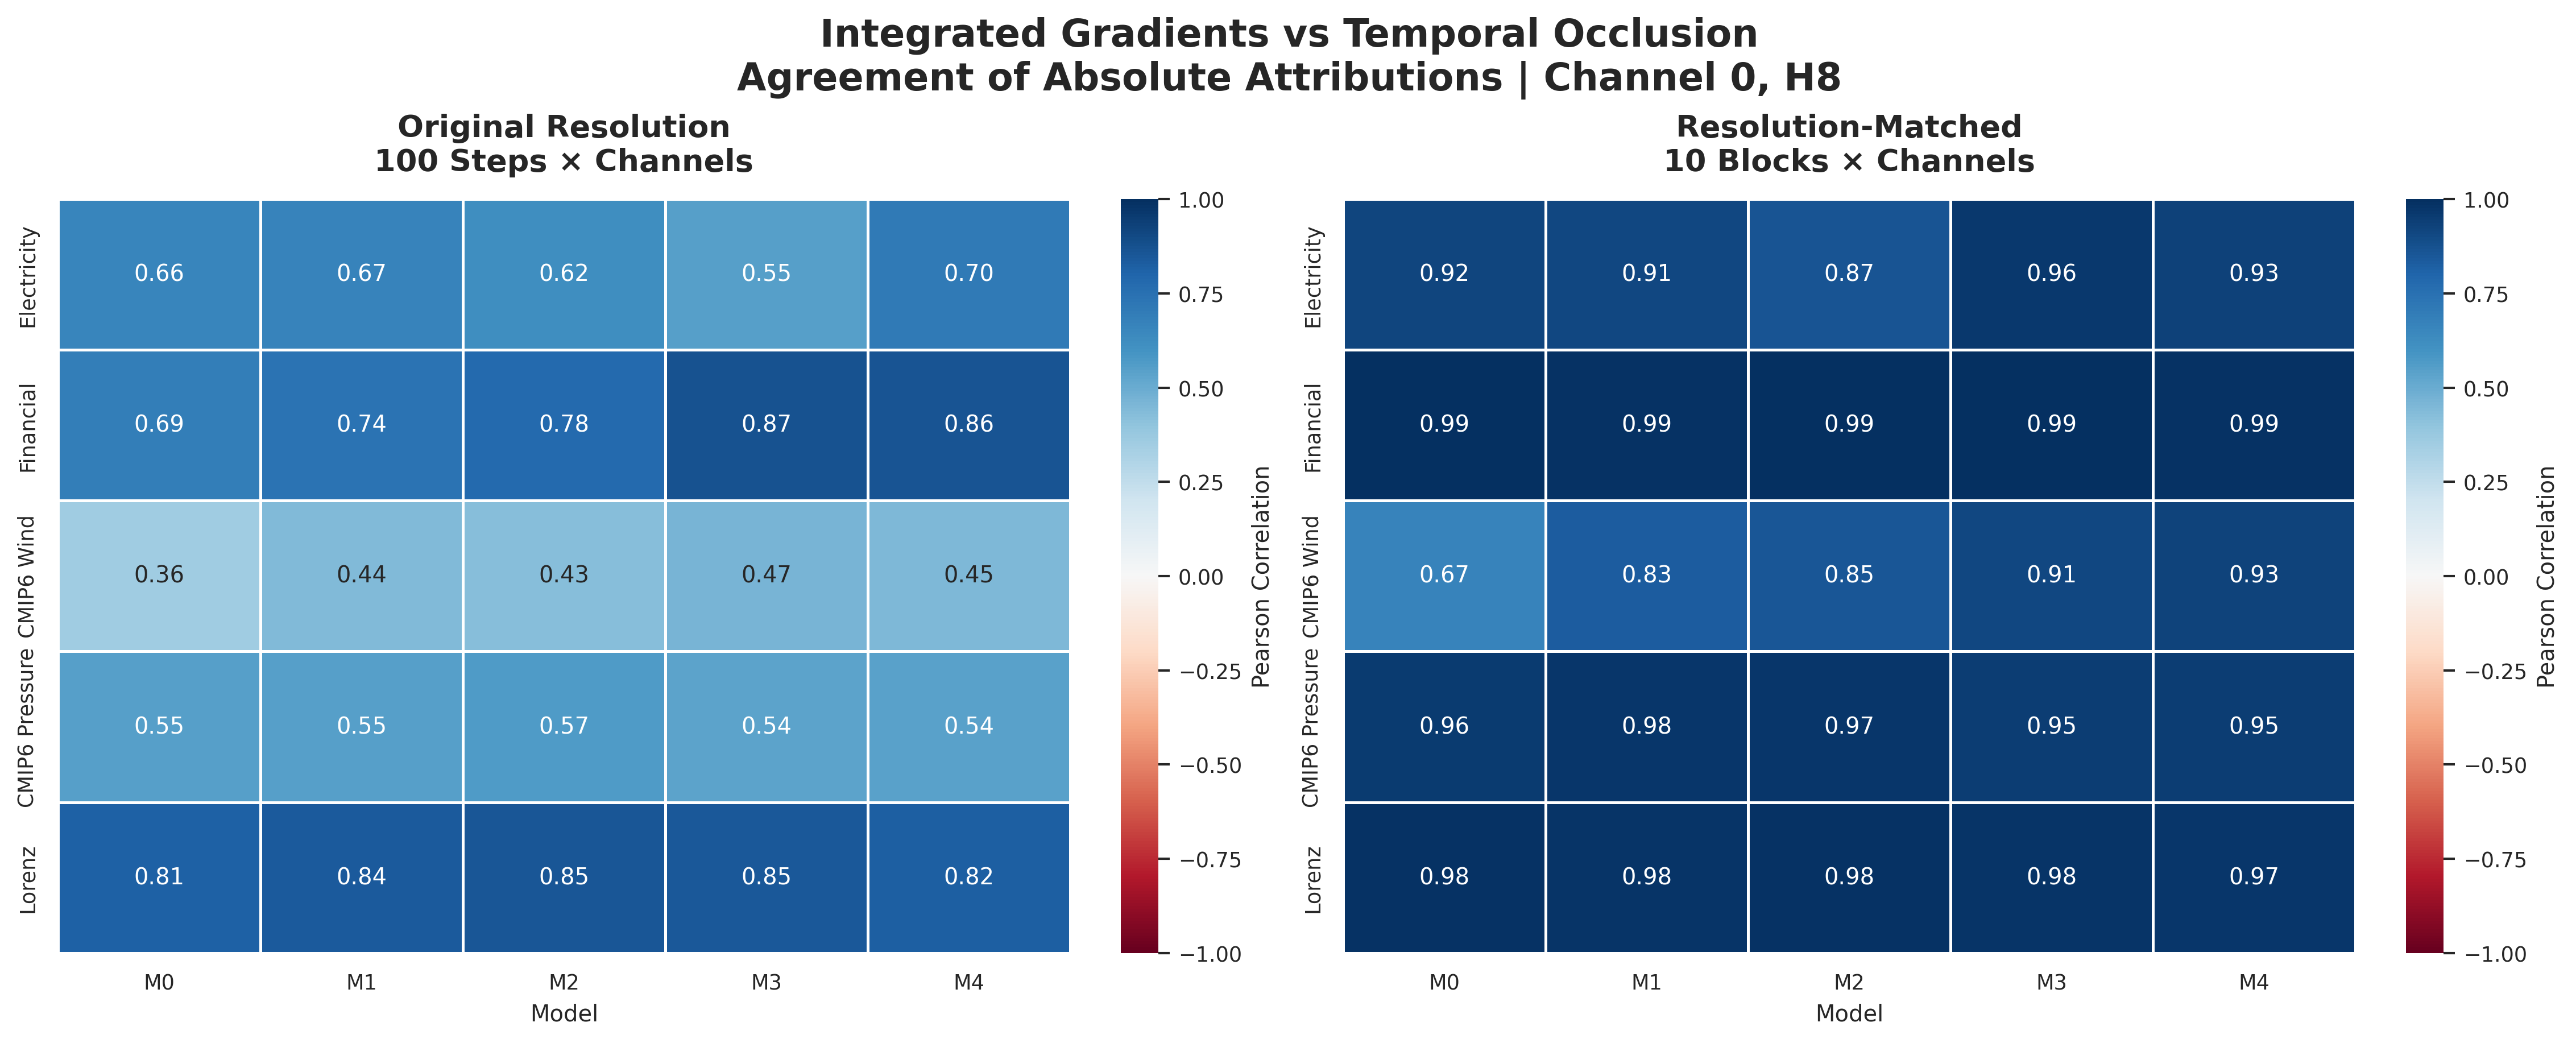 Integrated Gradients vs Temporal Occlusion
Agreement of Absolute Attributions | Channel 0, H8
Original Resolution
100 Steps × Channels
Electricity
0.66 0.67 0.62 0.55 0.70
Financial
0.69 0.74 0.78 0.87 0.86
CMIP6 Wind
0.36 0.44 0.43 0.47 0.45
CMIP6 Pressure
0.55 0.55 0.57 0.54 0.54
Lorenz
0.81 0.84 0.85 0.85 0.82
M0 M1 M2 M3 M4
Model
1.00
0.75
0.50
0.25
0.00
−0.25
−0.50
−0.75
−1.00
Pearson Correlation
Resolution-Matched
10 Blocks × Channels
Electricity
0.92 0.91 0.87 0.96 0.93
Financial
0.99 0.99 0.99 0.99 0.99
CMIP6 Wind
0.67 0.83 0.85 0.91 0.93
CMIP6 Pressure
0.96 0.98 0.97 0.95 0.95
Lorenz
0.98 0.98 0.98 0.98 0.97
M0 M1 M2 M3 M4
Model
1.00
0.75
0.50
0.25
0.00
−0.25
−0.50
−0.75
−1.00
Pearson Correlation